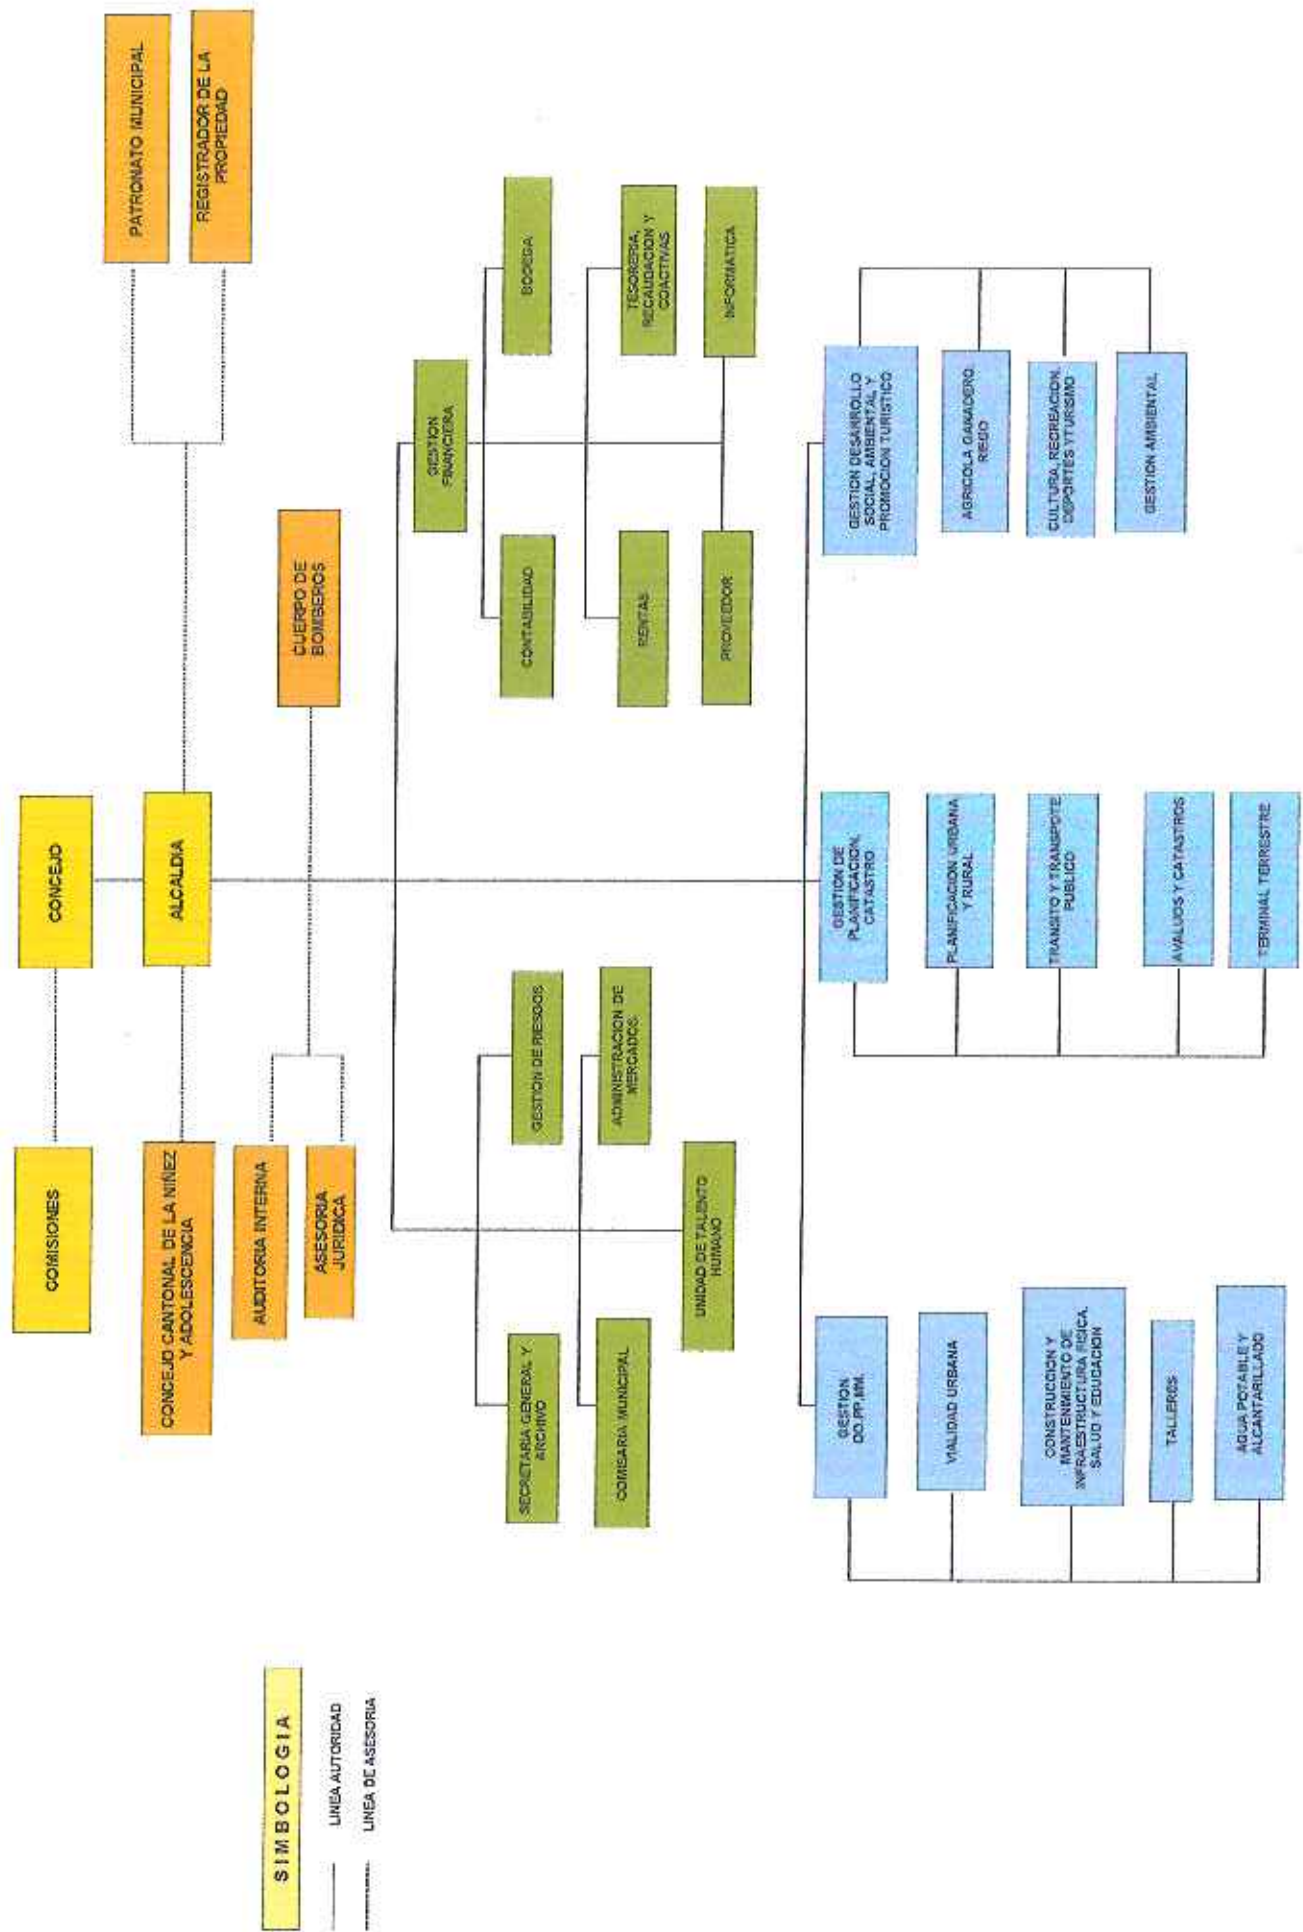 CONCEJO
COMISIONES
ALCALDIA
PATRONATO MUNICIPAL
REGISTRADOR DE LA
PROPIEDAD
CONCEJO CANTONAL DE LA NIÑEZ
Y ADOLESCENCIA
AUDITORIA INTERNA
ASESORIA
JURIDICA
CUERPO DE
BOMBEROS
GESTION
FINANCIERA
SECRETARIA GENERAL Y
ARCHIVO
GESTION DE RIESGOS
CONTABILIDAD
BODEGA
COMISARIA MUNICIPAL
ADMINISTRACION DE
MERCADOS
RENTAS
TESORERIA,
RECAUDACION Y
COACTIVAS
UNIDAD DE TALENTO
HUMANO
PROVEEDOR
INFORMATICA
GESTION
OO.PP.MM.
VIALIDAD URBANA
CONSTRUCCION Y
MANTENIMIENTO DE
INFRAESTRUCTURA FISICA,
SALUD Y EDUCACION
TALLERES
AGUA POTABLE Y
ALCANTARILLADO
GESTION DE
PLANIFICACION,
CATASTRO
PLANIFICACION URBANA
Y RURAL
TRANSITO Y TRANSPOTE
PUBLICO
AVALUOS Y CATASTROS
TERMINAL TERRESTRE
GESTION DESARROLLO
SOCIAL, AMBIENTAL Y
PROMOCION TURISTICO
AGRICOLA GANADERO,
RIEGO
CULTURA, RECREACION,
DEPORTES Y TURISMO
GESTION AMBIENTAL
SIMBOLOGIA
LINEA AUTORIDAD
LINEA DE ASESORIA